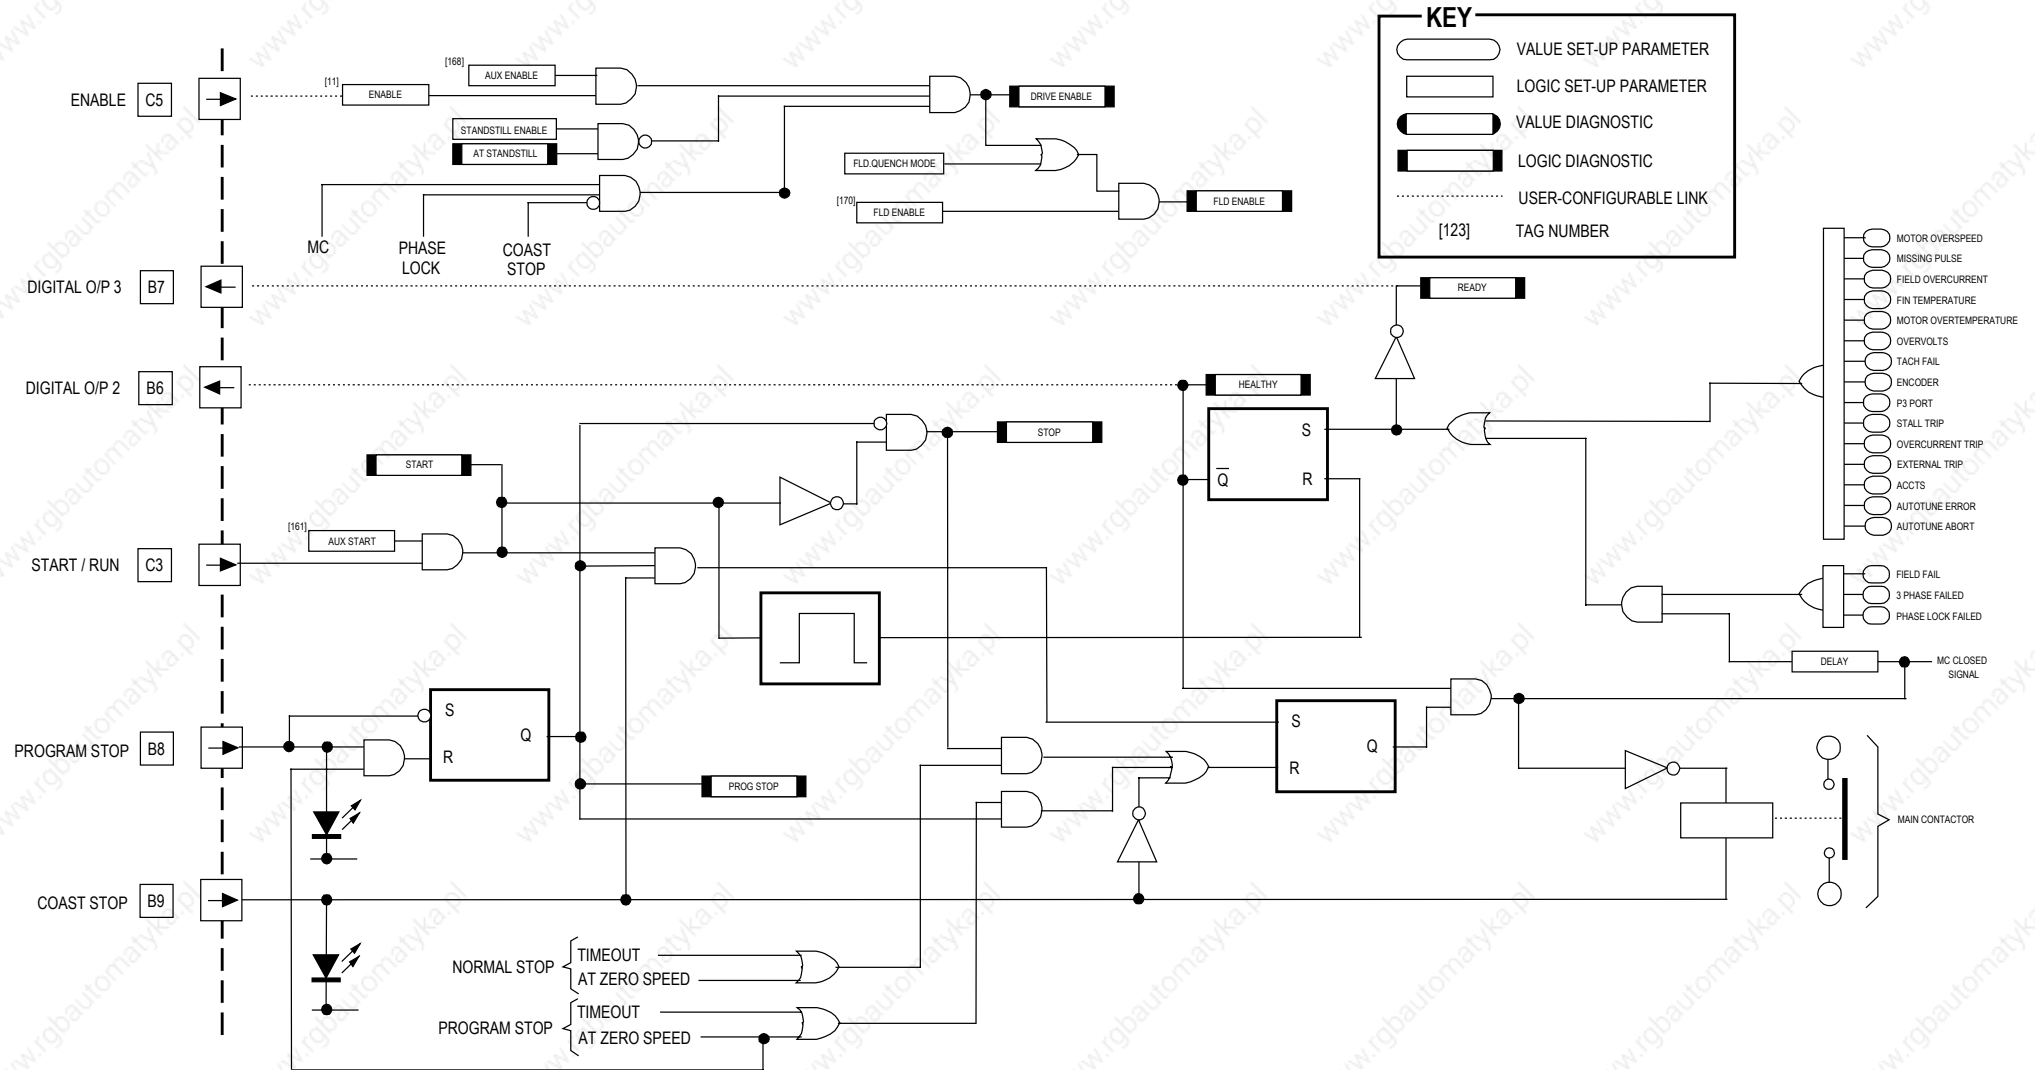 KEY
VALUE SET-UP PARAMETER
LOGIC SET-UP PARAMETER
VALUE DIAGNOSTIC
LOGIC DIAGNOSTIC
USER-CONFIGURABLE LINK
[123] TAG NUMBER
ENABLE C5
[11] ENABLE
[168] AUX ENABLE
STANDSTILL ENABLE
AT STANDSTILL
MC
PHASE
LOCK
COAST
STOP
DRIVE ENABLE
FLD.QUENCH MODE
[170] FLD ENABLE
FLD ENABLE
DIGITAL O/P 3 B7
READY
DIGITAL O/P 2 B6
HEALTHY
STOP
START
S
Q
R
[161] AUX START
START / RUN C3
MOTOR OVERSPEED
MISSING PULSE
FIELD OVERCURRENT
FIN TEMPERATURE
MOTOR OVERTEMPERATURE
OVERVOLTS
TACH FAIL
ENCODER
P3 PORT
STALL TRIP
OVERCURRENT TRIP
EXTERNAL TRIP
ACCTS
AUTOTUNE ERROR
AUTOTUNE ABORT
FIELD FAIL
3 PHASE FAILED
PHASE LOCK FAILED
DELAY
MC CLOSED
SIGNAL
PROGRAM STOP B8
S
Q
R
PROG STOP
S
Q
R
MAIN CONTACTOR
COAST STOP B9
NORMAL STOP
TIMEOUT
AT ZERO SPEED
PROGRAM STOP
TIMEOUT
AT ZERO SPEED
www.rgbautomatyka.pl